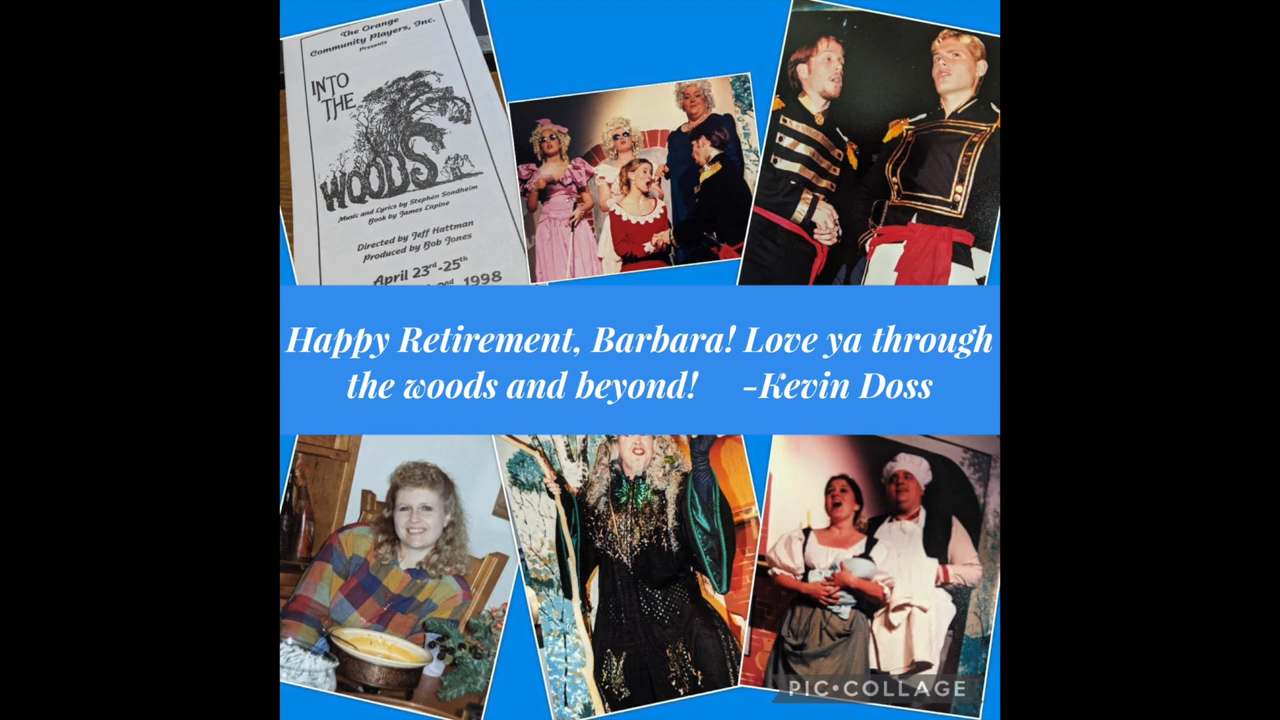 The Orange
Community Players, Inc.
Presents
INTO
THE
WOODS
Music and Lyrics by Stephen Sondheim
Book by James Lapine
Directed by Jeff Hattman
Produced by Bob Jones
April 23rd-25th
1998
Happy Retirement, Barbara! Love ya through
the woods and beyond! -Kevin Doss
PIC•COLLAGE